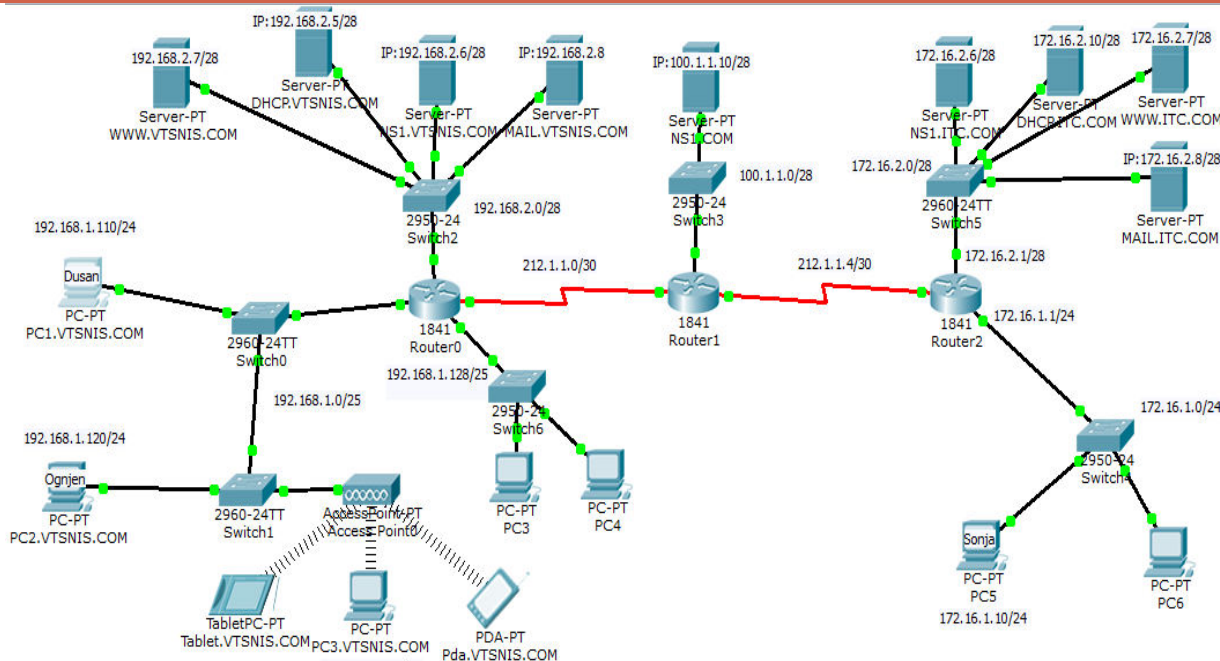 IP:192.168.2.5/28
192.168.2.7/28
Server-PT
DHCP.VTSNIS.COM
Server-PT
WWW.VTSNIS.COM
IP:192.168.2.6/28
Server-PT
NS1.VTSNIS.COM
IP:192.168.2.8
Server-PT
MAIL.VTSNIS.COM
2950-24
Switch2
192.168.2.0/28
IP:100.1.1.10/28
Server-PT
NS1.COM
2950-24
Switch3
100.1.1.0/28
172.16.2.6/28
Server-PT
NS1.ITC.COM
172.16.2.10/28
Server-PT
DHCP.ITC.COM
172.16.2.7/28
Server-PT
WWW.ITC.COM
172.16.2.0/28
2960-24TT
Switch5
IP:172.16.2.8/28
Server-PT
MAIL.ITC.COM
172.16.2.1/28
192.168.1.110/24
Dusan
PC-PT
PC1.VTSNIS.COM
2960-24TT
Switch0
1841
Router0
212.1.1.0/30
1841
Router1
212.1.1.4/30
1841
Router2
172.16.1.1/24
192.168.1.128/25
2950-24
Switch6
192.168.1.0/25
172.16.1.0/24
2950-24
Switch4
192.168.1.120/24
Ognjen
PC-PT
PC2.VTSNIS.COM
2960-24TT
Switch1
AccessPoint-PT
Access Point0
PC-PT
PC3
PC-PT
PC4
Sonja
PC-PT
PC5
172.16.1.10/24
PC-PT
PC6
TabletPC-PT
Tablet.VTSNIS.COM
PC-PT
PC3.VTSNIS.COM
PDA-PT
Pda.VTSNIS.COM